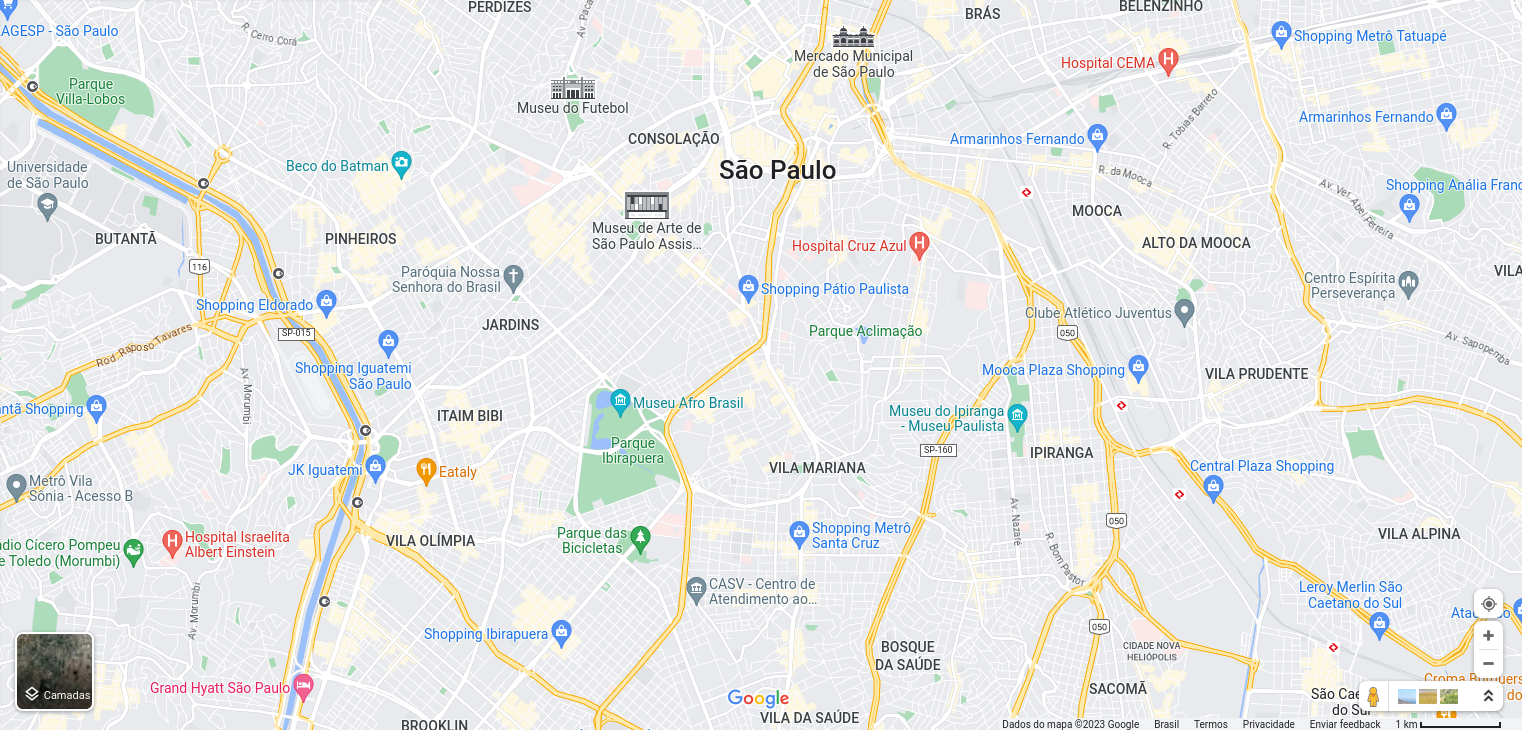 PERDIZES
BRÁS
BELENZINHO
AGESP - São Paulo
R. Cerro Corá
Av. Paca
Shopping Metrô Tatuapé
Mercado Municipal
de São Paulo
Hospital CEMA
Parque
Villa-Lobos
Museu do Futebol
R. Tobias Barreto
Armarinhos Fernando
CONSOLAÇÃO
Armarinhos Fernando
Universidade
de São Paulo
Beco do Batman
São Paulo
R. da Mooca
Shopping Anália Franc
Av. Ver. Abel Ferreira
BUTANTÃ
PINHEIROS
Museu de Arte de
São Paulo Assis...
MOOCA
Hospital Cruz Azul
ALTO DA MOOCA
116
Paróquia Nossa
Senhora do Brasil
VILA
Centro Espírita
Perseverança
Shopping Eldorado
Shopping Pátio Paulista
Clube Atlético Juventus
SP-015
JARDINS
Parque Aclimação
050
Rod. Raposo Tavares
Av. Sapopemba
Shopping Iguatemi
São Paulo
Mooca Plaza Shopping
VILA PRUDENTE
Av. Morumbi
ntã Shopping
ITAIM BIBI
Museu Afro Brasil
Museu do Ipiranga
- Museu Paulista
Parque
Ibirapuera
SP-160
IPIRANGA
JK Iguatemi
Eataly
VILA MARIANA
Central Plaza Shopping
Metrô Vila
Sônia - Acesso B
Av. Nazaré
050
Hospital Israelita
Albert Einstein
VILA OLÍMPIA
Parque das
Bicicletas
Shopping Metrô
Santa Cruz
VILA ALPINA
ádio Cícero Pompeu
e Toledo (Morumbi)
R. Bom Pastor
CASV - Centro de
Atendimento ao...
Leroy Merlin São
Caetano do Sul
Av. Morumbi
Ataca
o
050
Shopping Ibirapuera
BOSQUE
DA SAÚDE
CIDADE NOVA
HELIÓPOLIS
Croma Burguers
do
Camadas
Grand Hyatt São Paulo
SACOMÃ
São Cae
do Sul
Google
BROOKLIN
VILA DA SAÚDE
Dados do mapa ©2023 Google Brasil Termos Privacidade Enviar feedback 1 km